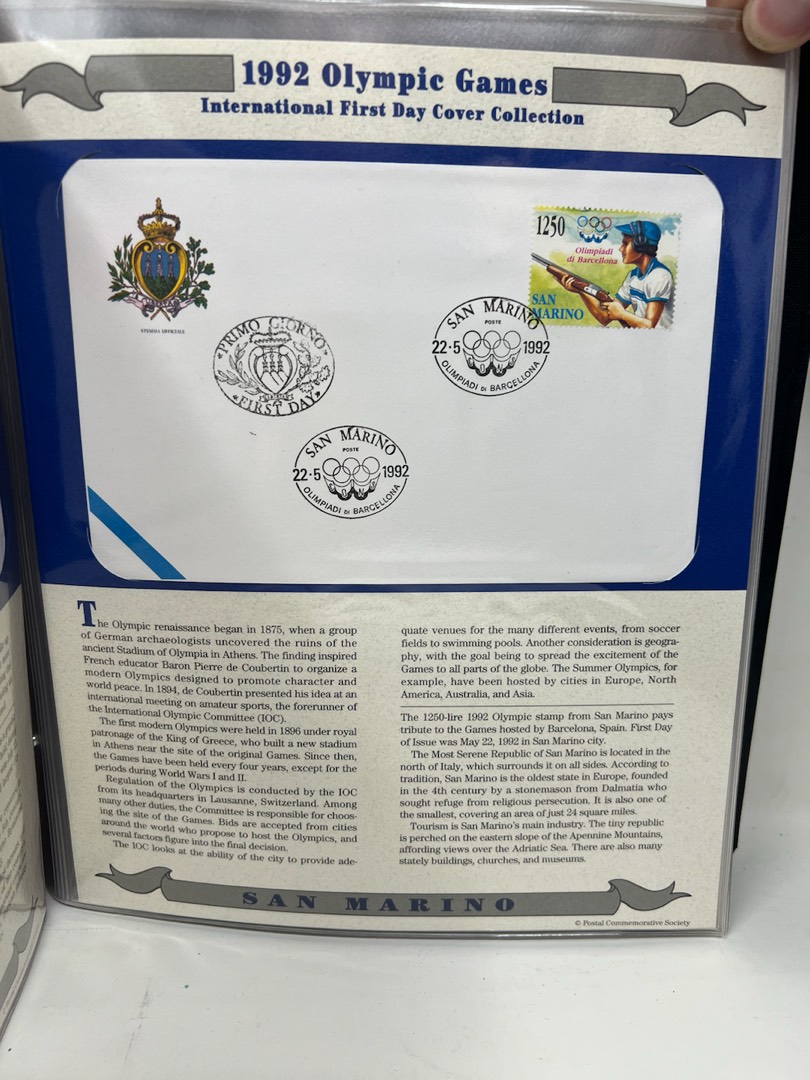 1992 Olympic Games
International First Day Cover Collection
1250
Olimpiadi
di Barcellona
SAN
MARINO
STEMMA UFFICIALE
PRIMO GIORNO
FIRST DAY
SAN MARINO
POSTE
22·5 1992
OLIMPIADI DI BARCELLONA
SAN MARINO
POSTE
22·5 1992
OLIMPIADI DI BARCELLONA
The Olympic renaissance began in 1875, when a group
of German archaeologists uncovered the ruins of the
ancient Stadium of Olympia in Athens. The finding inspired
French educator Baron Pierre de Coubertin to organize a
modern Olympics designed to promote character and
world peace. In 1894, de Coubertin presented his idea at an
international meeting on amateur sports, the forerunner of
the International Olympic Committee (IOC).
The first modern Olympics were held in 1896 under royal
patronage of the King of Greece, who built a new stadium
in Athens near the site of the original Games. Since then,
the Games have been held every four years, except for the
periods during World Wars I and II.
Regulation of the Olympics is conducted by the IOC
from its headquarters in Lausanne, Switzerland. Among
many other duties, the Committee is responsible for choos-
ing the site of the Games. Bids are accepted from cities
around the world who propose to host the Olympics, and
several factors figure into the final decision.
The IOC looks at the ability of the city to provide ade-
quate venues for the many different events, from soccer
fields to swimming pools. Another consideration is geogra-
phy, with the goal being to spread the excitement of the
Games to all parts of the globe. The Summer Olympics, for
example, have been hosted by cities in Europe, North
America, Australia, and Asia.
The 1250-lire 1992 Olympic stamp from San Marino pays
tribute to the Games hosted by Barcelona, Spain. First Day
of Issue was May 22, 1992 in San Marino city.
The Most Serene Republic of San Marino is located in the
north of Italy, which surrounds it on all sides. According to
tradition, San Marino is the oldest state in Europe, founded
in the 4th century by a stonemason from Dalmatia who
sought refuge from religious persecution. It is also one of
the smallest, covering an area of just 24 square miles.
Tourism is San Marino's main industry. The tiny republic
is perched on the eastern slope of the Apennine Mountains,
affording views over the Adriatic Sea. There are also many
stately buildings, churches, and museums.
SAN MARINO
© Postal Commemorative Society